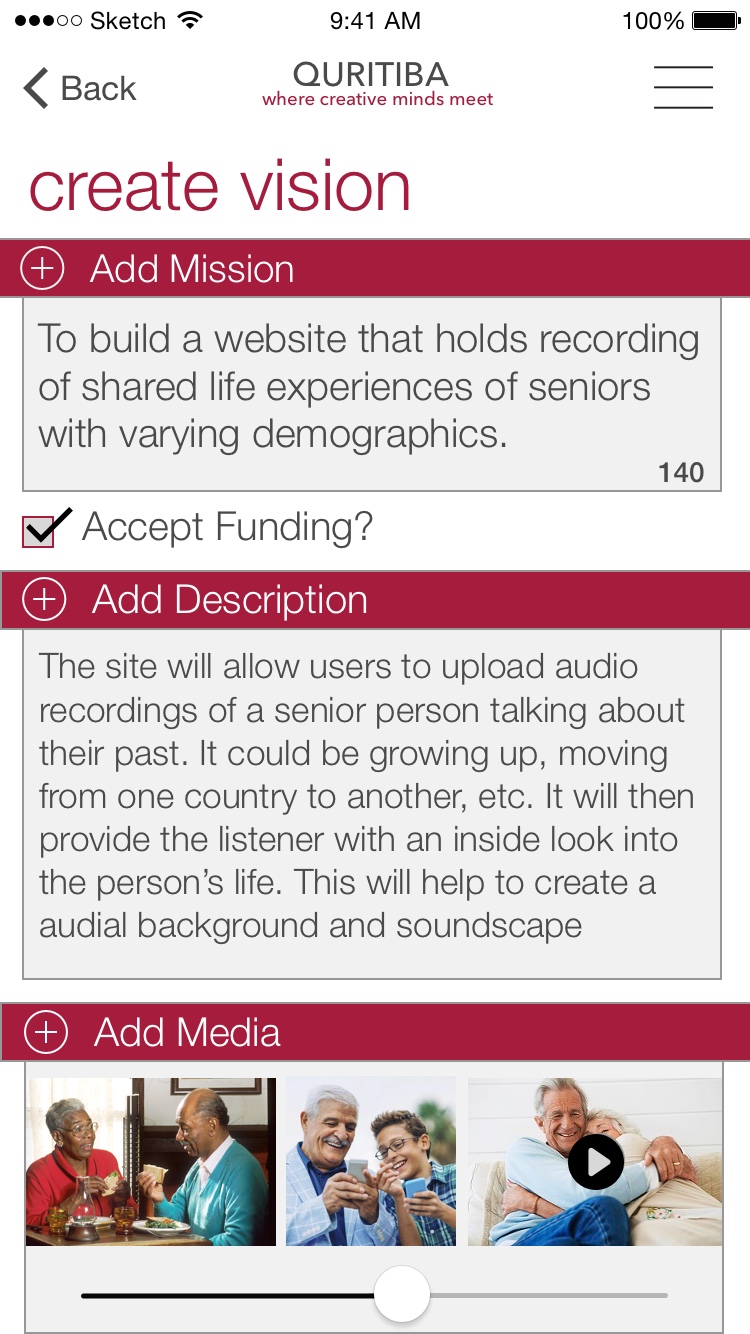 Sketch 9:41 AM 100%
Back
QURITIBA
where creative minds meet
create vision
Add Mission
To build a website that holds recording
of shared life experiences of seniors
with varying demographics.
140
Accept Funding?
Add Description
The site will allow users to upload audio
recordings of a senior person talking about
their past. It could be growing up, moving
from one country to another, etc. It will then
provide the listener with an inside look into
the person’s life. This will help to create a
audial background and soundscape
Add Media